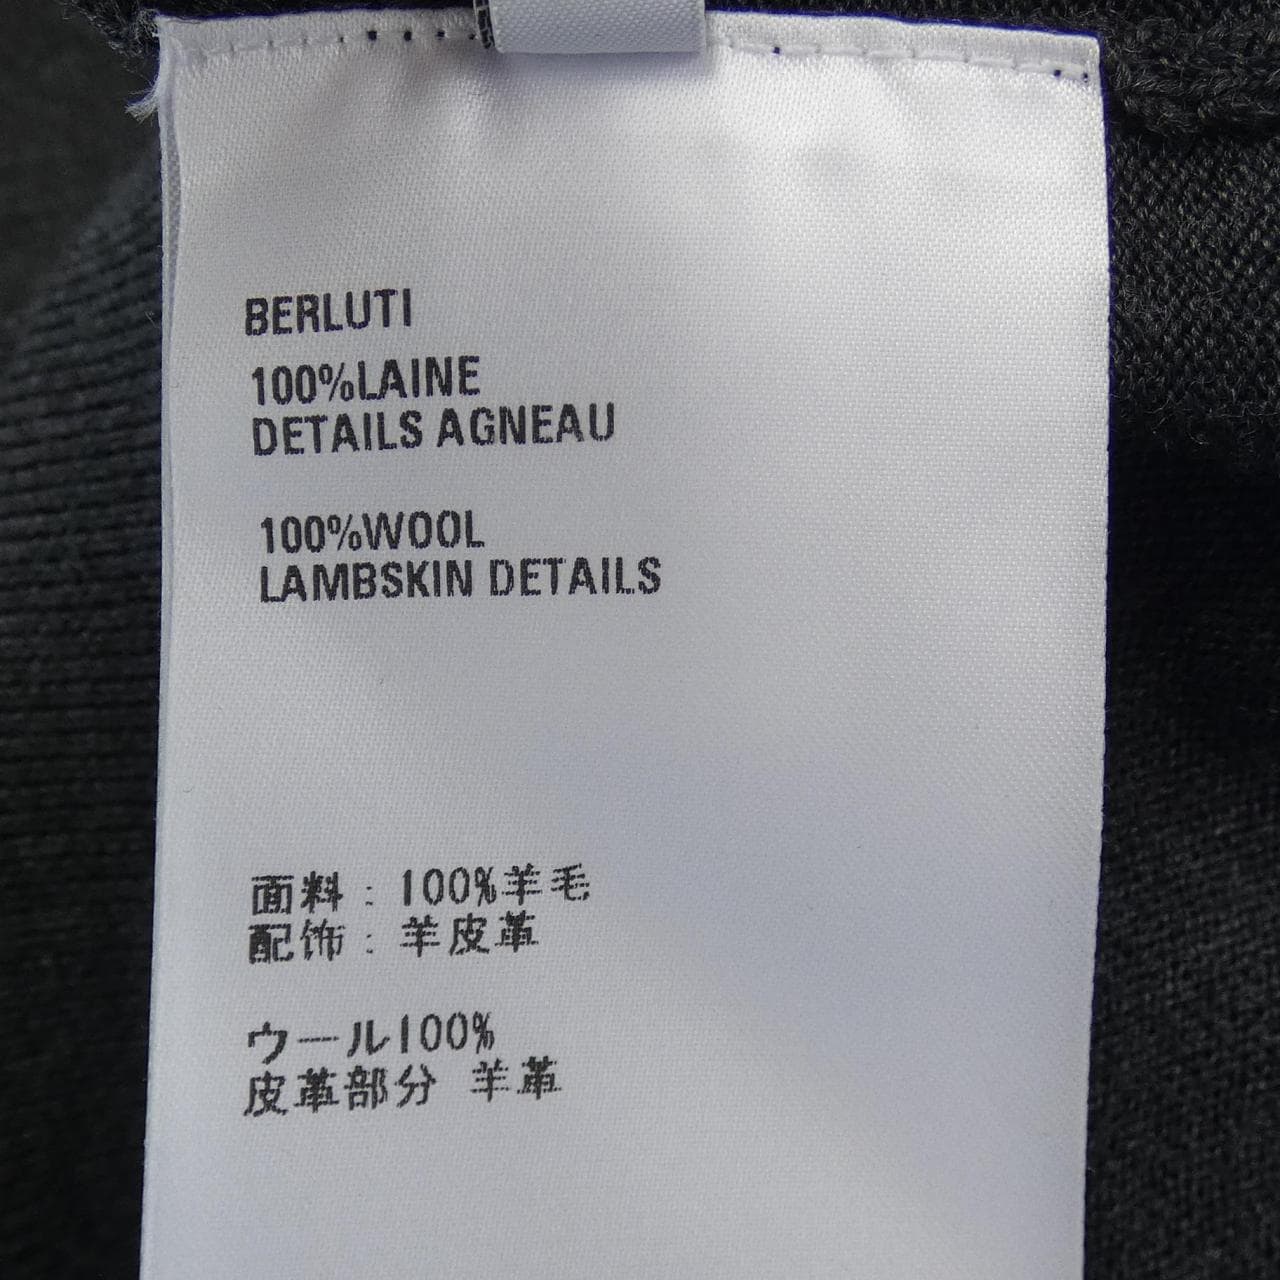 BERLUTI
100%LAINE
DETAILS AGNEAU
100%WOOL
LAMBSKIN DETAILS
面料：100%羊毛
配饰：羊皮革
ウール100%
皮革部分 羊革